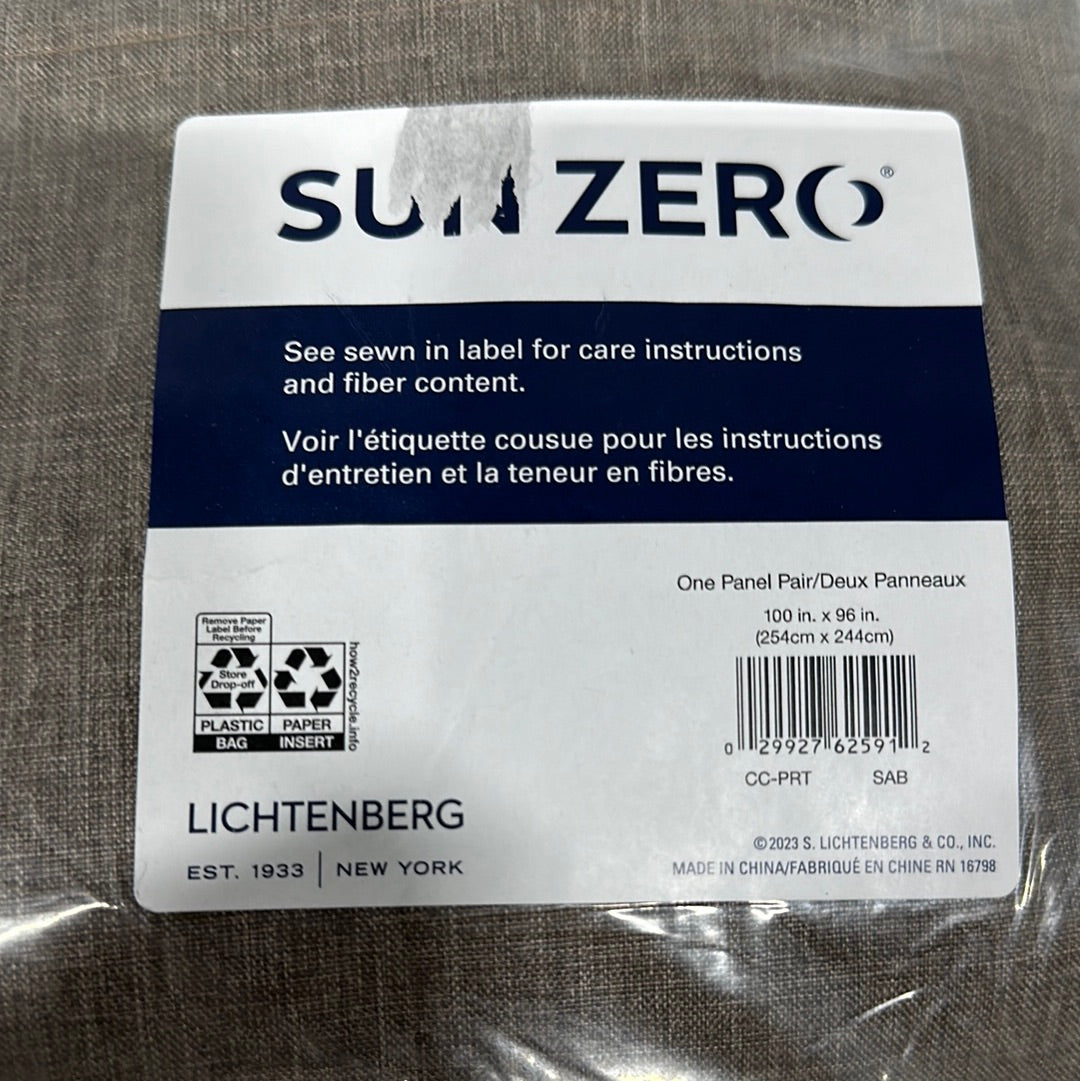 SUN ZERO®
See sewn in label for care instructions
and fiber content.
Voir l'étiquette cousue pour les instructions
d'entretien et la teneur en fibres.
One Panel Pair/Deux Panneaux
100 in. x 96 in.
(254cm x 244cm)
0 29927 62591 2
CC-PRT SAB
Remove Paper
Label Before
Recycling
Store
Drop-off
PLASTIC PAPER
BAG INSERT
how2recycle.info
LICHTENBERG
EST. 1933 | NEW YORK
©2023 S. LICHTENBERG & CO., INC.
MADE IN CHINA/FABRIQUÉ EN CHINE RN 16798